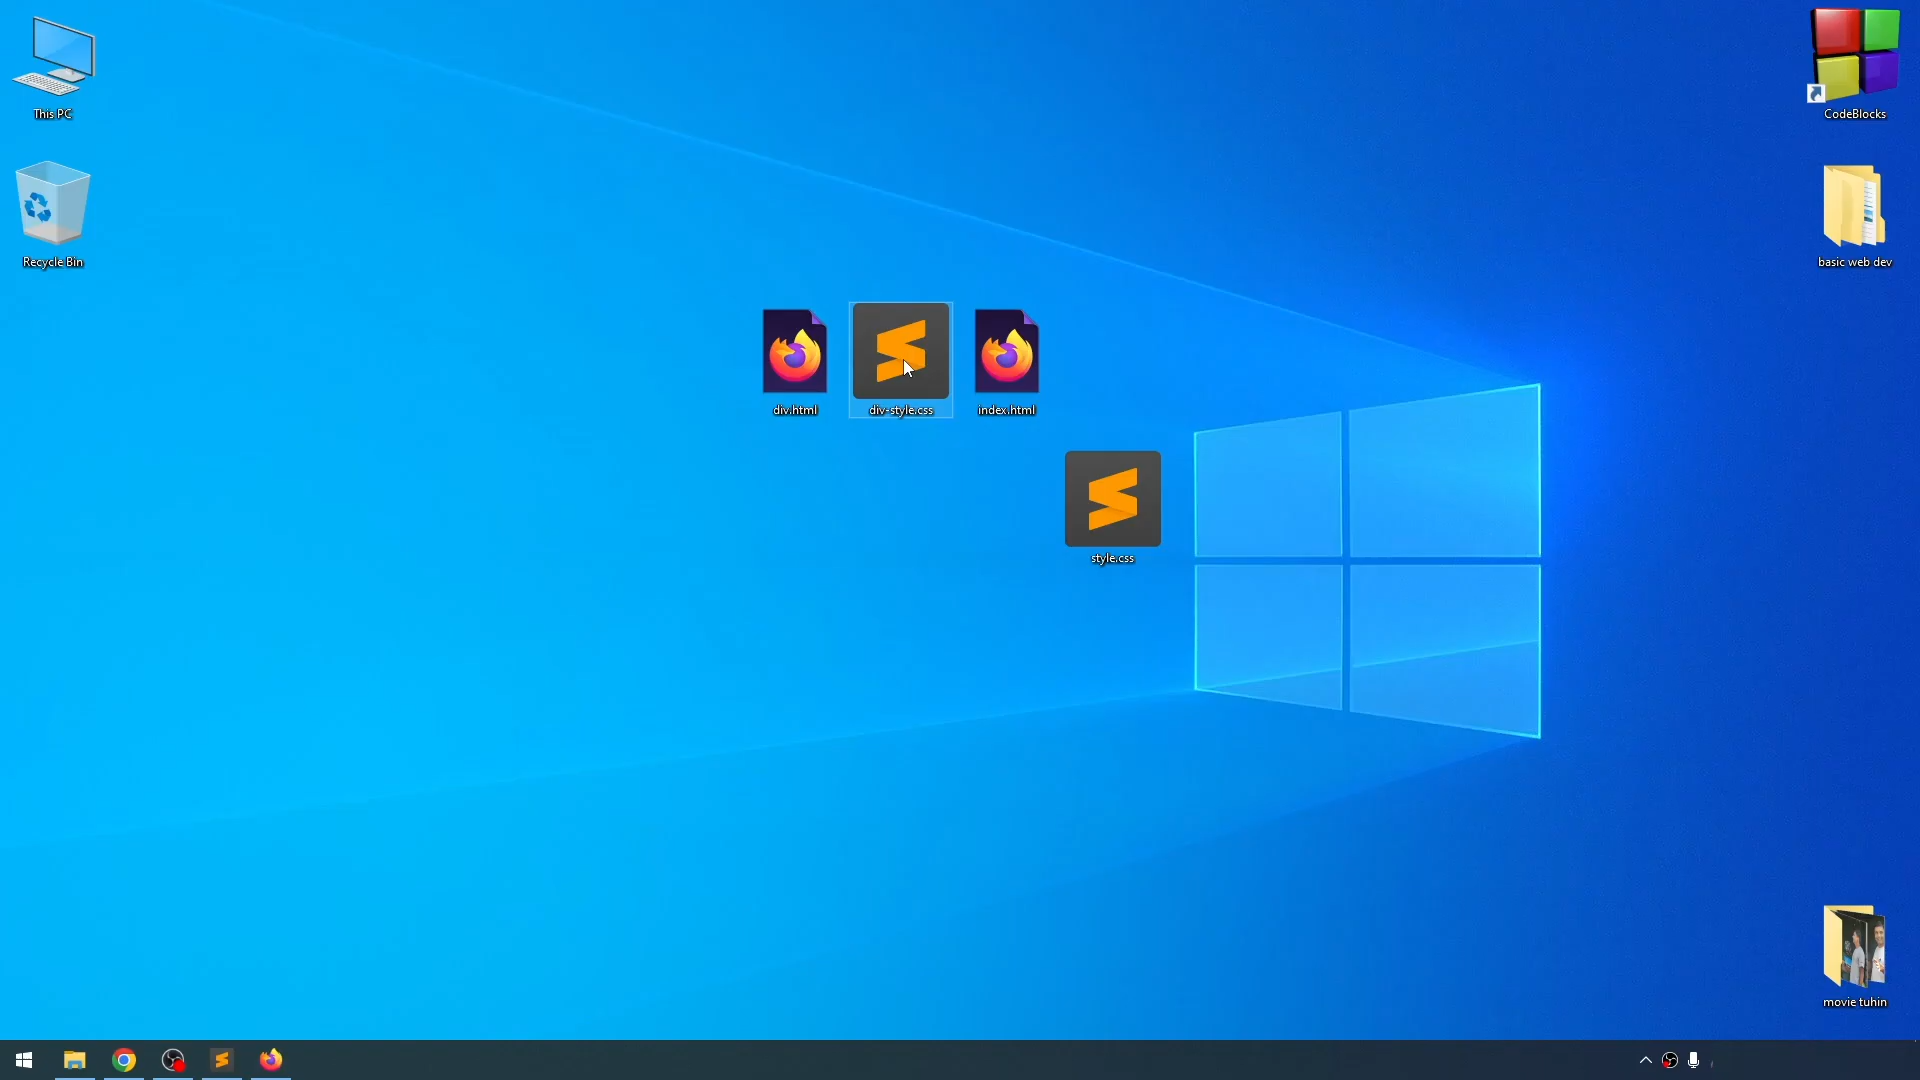 This PC
CodeBlocks
Recycle Bin
basic web dev
div.html
div-style.css
index.html
style.css
movie tuhin